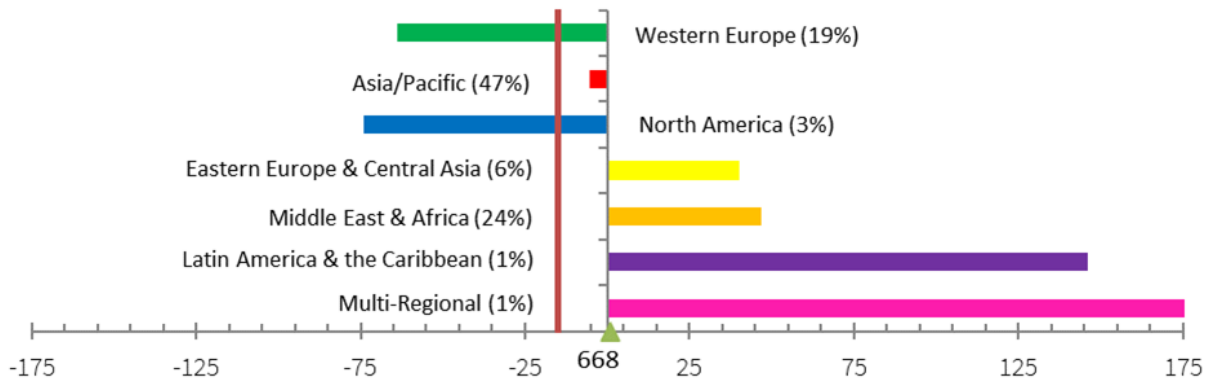 Western Europe (19%)
Asia/Pacific (47%)
North America (3%)
Eastern Europe & Central Asia (6%)
Middle East & Africa (24%)
Latin America & the Caribbean (1%)
Multi-Regional (1%)
-175 -125 -75 -25 668 25 75 125 175